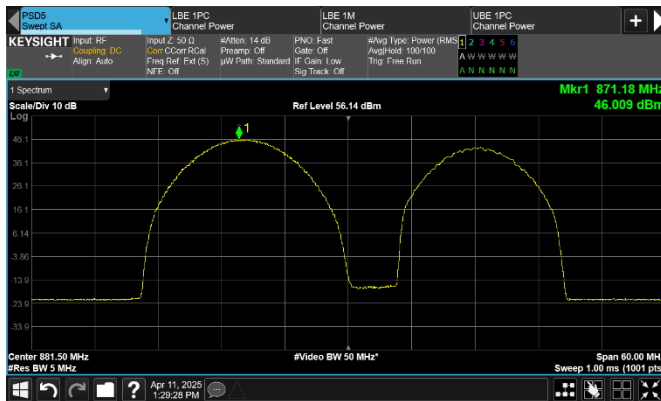 PSD5
Swept SA
LBE 1PC
Channel Power
LBE 1M
Channel Power
UBE 1PC
Channel Power
+
KEYSIGHT
Input: RF
Coupling: DC
Align: Auto
Input Z: 50 Ω
Corr CCorr RCal
Freq Ref: Ext (S)
NFE: Off
#Atten: 14 dB
Preamp: Off
µW Path: Standard
PNO: Fast
Gate: Off
IF Gain: Low
Sig Track: Off
#Avg Type: Power (RMS
Avg|Hold: 100/100
Trig: Free Run
1 2 3 4 5 6
A W W W W W
A N N N N N
LXI
1 Spectrum
Scale/Div 10 dB
Ref Level 56.14 dBm
Mkr1 871.18 MHz
46.009 dBm
Log
1
46.1
36.1
26.1
16.1
6.14
-3.86
-13.9
-23.9
-33.9
Center 881.50 MHz
#Video BW 50 MHz*
Span 60.00 MH
#Res BW 5 MHz
Sweep 1.00 ms (1001 pts
?
Apr 11, 2025
1:29:28 PM